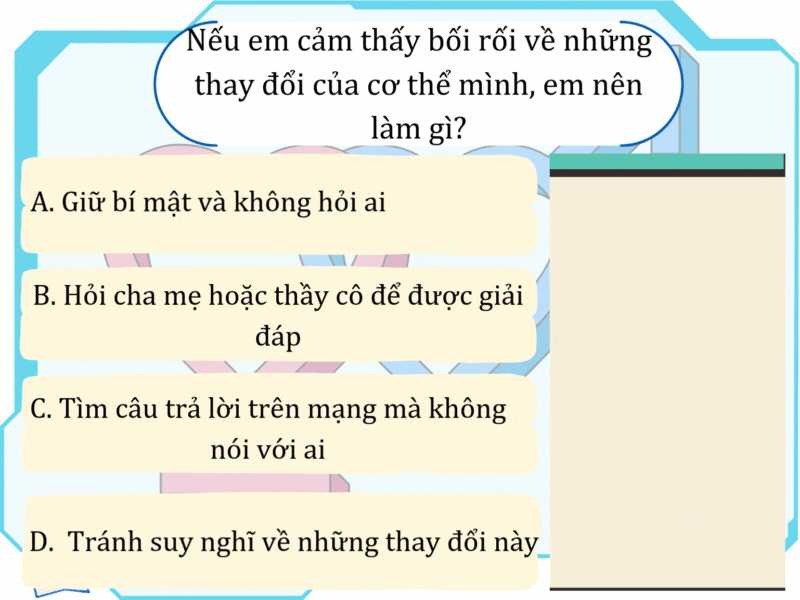 Nếu em cảm thấy bối rối về những
thay đổi của cơ thể mình, em nên
làm gì?
A. Giữ bí mật và không hỏi ai
B. Hỏi cha mẹ hoặc thầy cô để được giải
đáp
C. Tìm câu trả lời trên mạng mà không
nói với ai
D. Tránh suy nghĩ về những thay đổi này